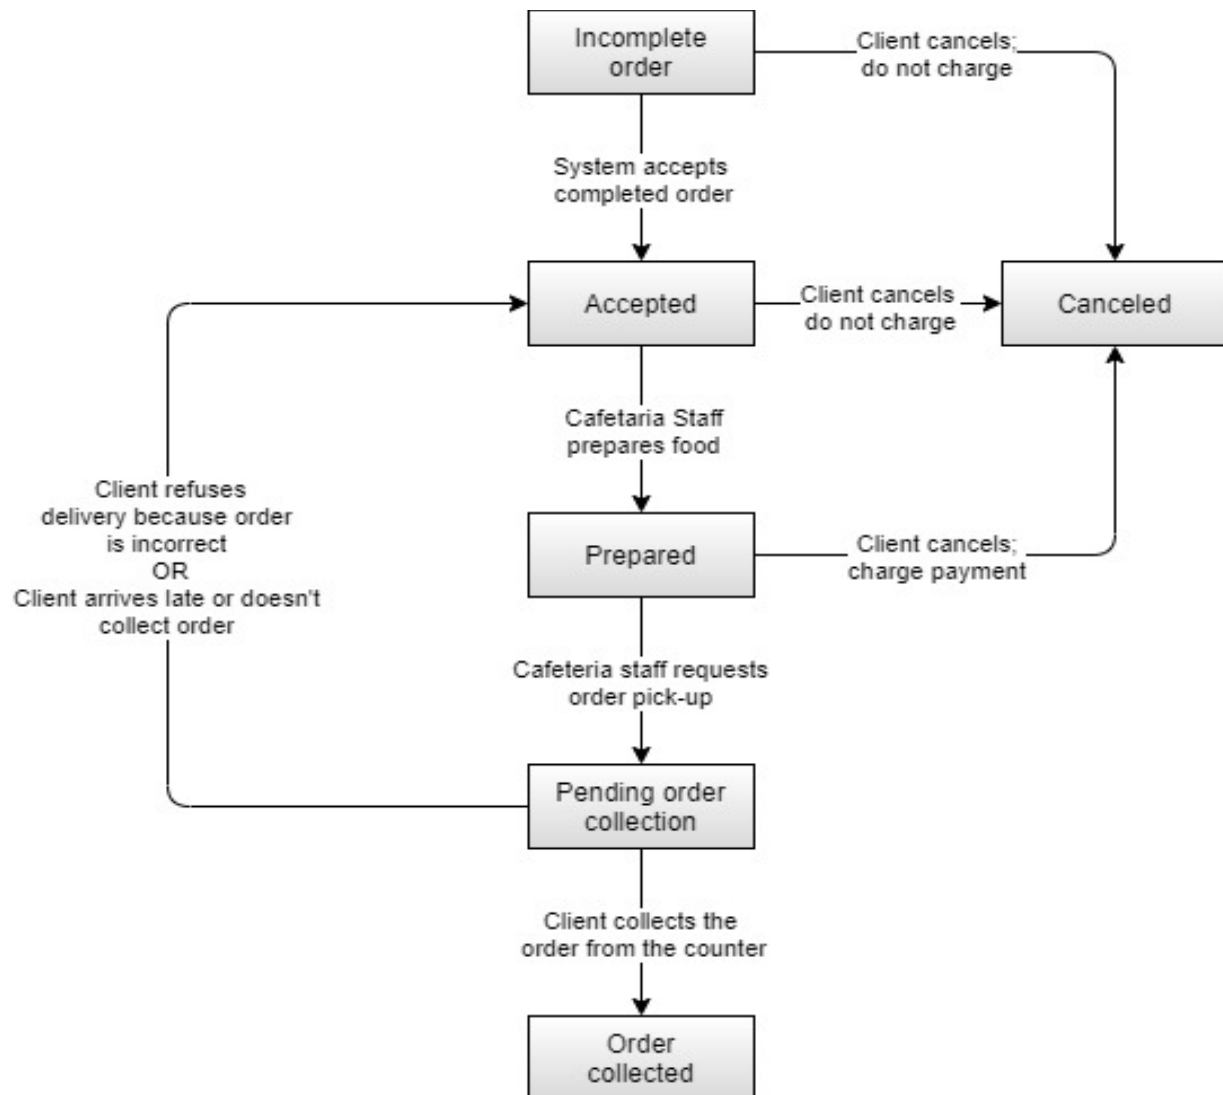 Incomplete
order
Client cancels;
do not charge
System accepts
completed order
Accepted
Client cancels
do not charge
Canceled
Cafetaria Staff
prepares food
Client refuses
delivery because order
is incorrect
OR
Client arrives late or doesn't
collect order
Prepared
Client cancels;
charge payment
Cafeteria staff requests
order pick-up
Pending order
collection
Client collects the
order from the counter
Order
collected